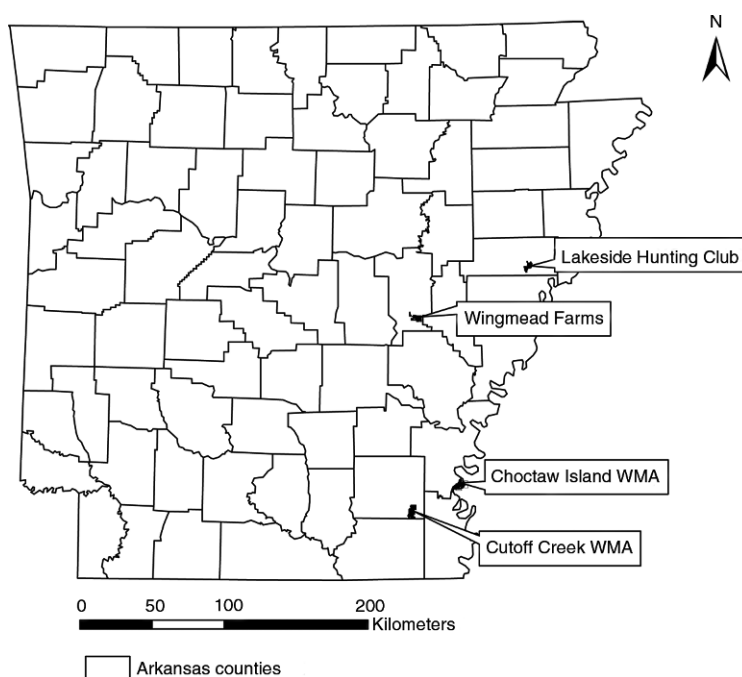 N
Lakeside Hunting Club
Wingmead Farms
Choctaw Island WMA
Cutoff Creek WMA
0 50 100 200
Kilometers
Arkansas counties